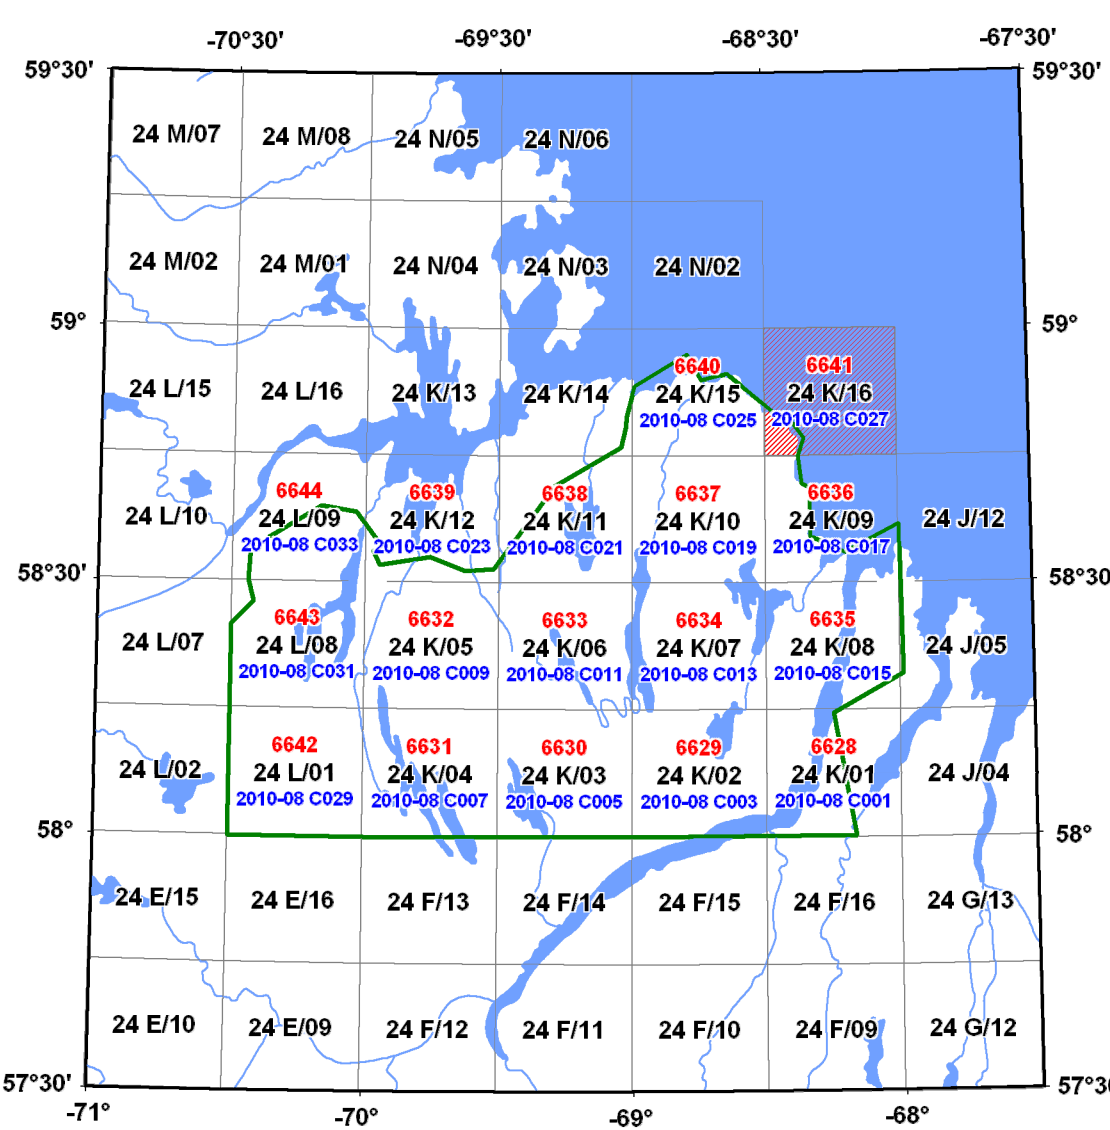 -70°30' -69°30' -68°30' -67°30'
59°30' 59°30'
24 M/07 24 M/08 24 N/05 24 N/06
24 M/02 24 M/01 24 N/04 24 N/03 24 N/02
59° 59°
6640 6641
24 L/15 24 L/16 24 K/13 24 K/14 24 K/15 24 K/16
2010-08 C025 2010-08 C027
6644 6639 6638 6637 6636
24 L/10 24 L/09 24 K/12 24 K/11 24 K/10 24 K/09 24 J/12
2010-08 C033 2010-08 C023 2010-08 C021 2010-08 C019 2010-08 C017
58°30' 58°30'
6643 6632 6633 6634 6635
24 L/07 24 L/08 24 K/05 24 K/06 24 K/07 24 K/08 24 J/05
2010-08 C031 2010-08 C009 2010-08 C011 2010-08 C013 2010-08 C015
6642 6631 6630 6629 6628
24 L/02 24 L/01 24 K/04 24 K/03 24 K/02 24 K/01 24 J/04
2010-08 C029 2010-08 C007 2010-08 C005 2010-08 C003 2010-08 C001
58° 58°
24 E/15 24 E/16 24 F/13 24 F/14 24 F/15 24 F/16 24 G/13
24 E/10 24 E/09 24 F/12 24 F/11 24 F/10 24 F/09 24 G/12
57°30' 57°30
-71° -70° -69° -68°